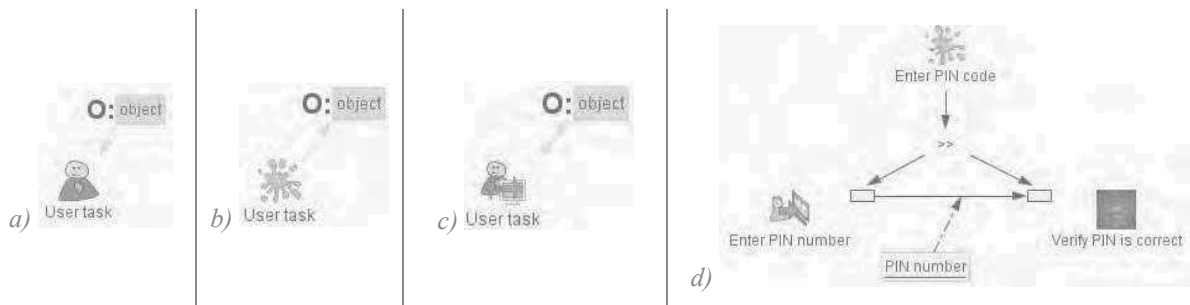 O: object
User task
a)
O: object
User task
b)
O: object
User task
c)
Enter PIN code
>>
Enter PIN number
Verify PIN is correct
PIN number
d)